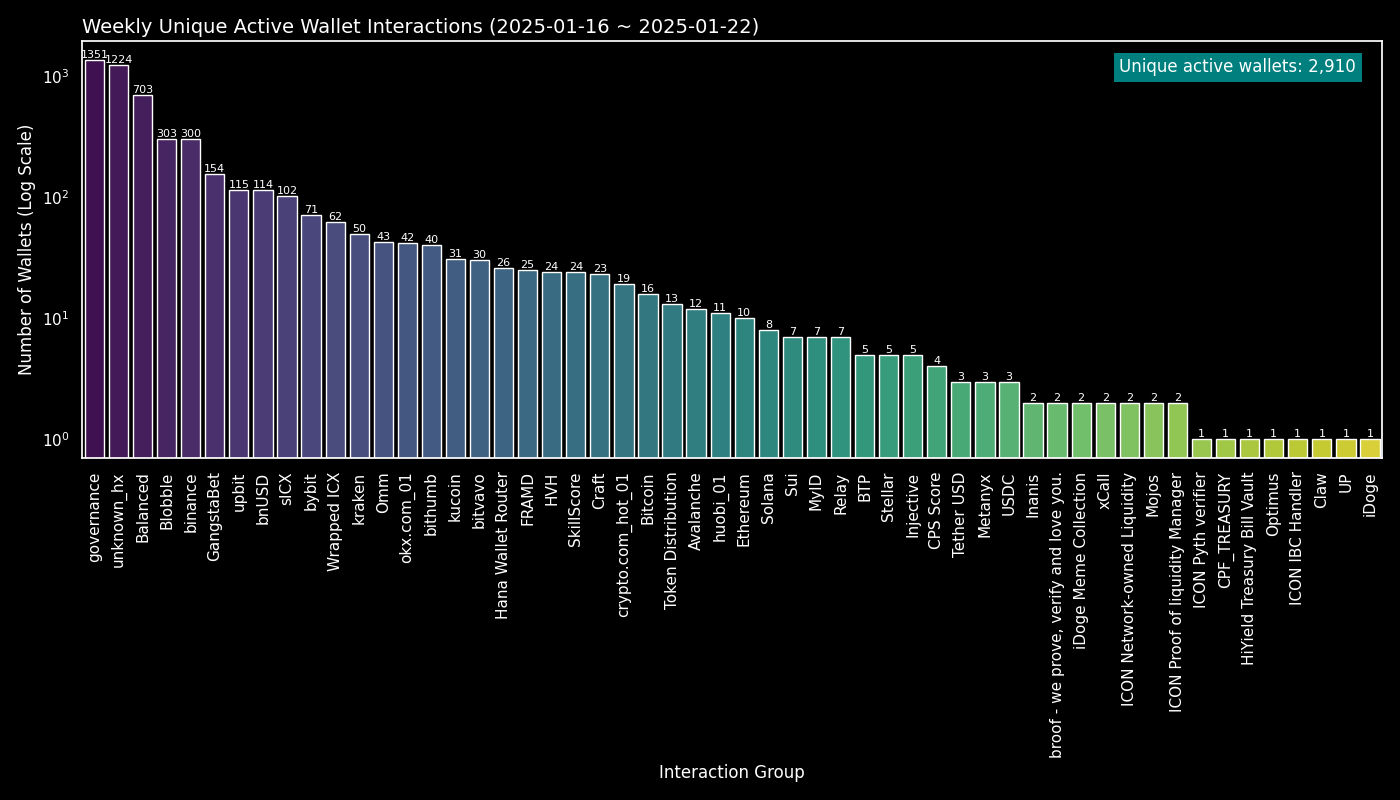 Weekly Unique Active Wallet Interactions (2025-01-16 ~ 2025-01-22)
Unique active wallets: 2,910
Number of Wallets (Log Scale)
10³
10²
10¹
10⁰
1351
1224
703
303
300
154
115
114
102
71
62
50
43
42
40
31
30
26
25
24
24
23
19
16
13
12
11
10
8
7
7
7
5
5
5
4
3
3
3
2
2
2
2
2
2
2
1
1
1
1
1
1
1
1
governance
unknown_hx
Balanced
Blobble
binance
GangstaBet
upbit
bnUSD
sICX
bybit
Wrapped ICX
kraken
Omm
okx.com_01
bithumb
kucoin
bitvavo
Hana Wallet Router
FRAMD
HVH
SkillScore
Craft
crypto.com_hot_01
Bitcoin
Token Distribution
Avalanche
huobi_01
Ethereum
Solana
Sui
MyID
Relay
BTP
Stellar
Injective
CPS Score
Tether USD
Metanyx
USDC
Inanis
broof - we prove, verify and love you.
iDoge Meme Collection
xCall
ICON Network-owned Liquidity
Mojos
ICON Proof of liquidity Manager
ICON Pyth verifier
CPF_TREASURY
HiYield Treasury Bill Vault
Optimus
ICON IBC Handler
Claw
UP
iDoge
Interaction Group